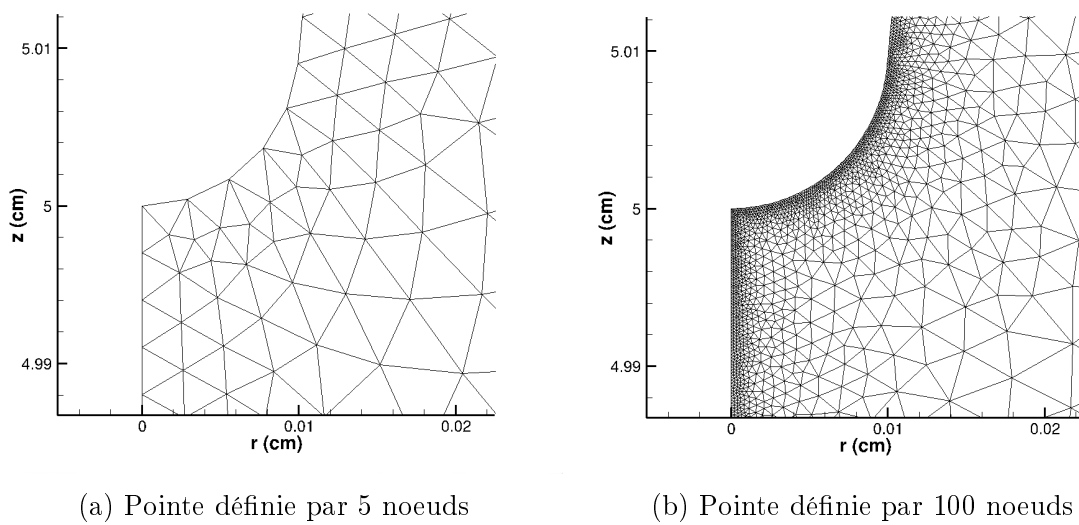 5.01
5
4.99
z (cm)
0
0.01
0.02
r (cm)
(a) Pointe définie par 5 noeuds
5.01
5
4.99
z (cm)
0
0.01
0.02
r (cm)
(b) Pointe définie par 100 noeuds